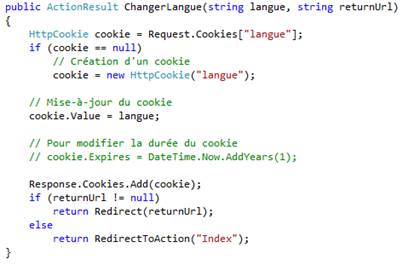 public ActionResult ChangerLangue(string langue, string returnUrl)
{
    HttpCookie cookie = Request.Cookies["langue"];
    if (cookie == null)
        // Création d'un cookie
        cookie = new HttpCookie("langue");

    // Mise-à-jour du cookie
    cookie.Value = langue;

    // Pour modifier la durée du cookie
    // cookie.Expires = DateTime.Now.AddYears(1);

    Response.Cookies.Add(cookie);
    if (returnUrl != null)
        return Redirect(returnUrl);
    else
        return RedirectToAction("Index");
}